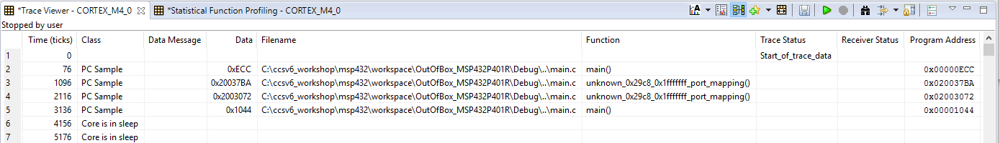 *Trace Viewer - CORTEX_M4_0 *Statistical Function Profiling - CORTEX_M4_0
Stopped by user
Time (ticks) Class Data Message Data Filename Function Trace Status Receiver Status Program Address
1 0 Start_of_trace_data
2 76 PC Sample 0xECC C:\ccsv6_workshop\msp432\workspace\OutOfBox_MSP432P401R\Debug\..\main.c main() 0x00000ECC
3 1096 PC Sample 0x20037BA C:\ccsv6_workshop\msp432\workspace\OutOfBox_MSP432P401R\Debug\..\main.c unknown_0x29c8_0x1fffffff_port_mapping() 0x020037BA
4 2116 PC Sample 0x2003072 C:\ccsv6_workshop\msp432\workspace\OutOfBox_MSP432P401R\Debug\..\main.c unknown_0x29c8_0x1fffffff_port_mapping() 0x02003072
5 3136 PC Sample 0x1044 C:\ccsv6_workshop\msp432\workspace\OutOfBox_MSP432P401R\Debug\..\main.c main() 0x00001044
6 4156 Core is in sleep
7 5176 Core is in sleep